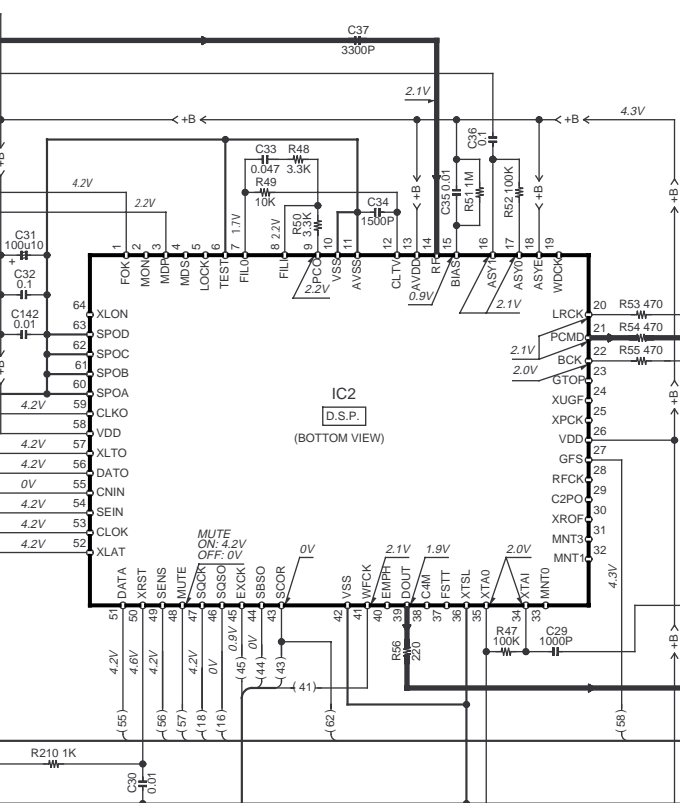 C37
3300P
2.1V
+B
+B
4.3V
C36
0.1
+B
C33
0.047
R48
3.3K
4.2V
R49
10K
+B
C35 0.01
R51 1M
R52 100K
+B
+B
2.2V
1.7V
2.2V
R50
3.3K
C34
1500P
C31
100u10
+
C32
0.1
C142
0.01
+B
1 2 3 4 5 6 7 8 9 10 11 12 13 14 15 16 17 18 19
FOK
MON
MDP
MDS
LOCK
TEST
FIL0
FILI
PCO
VSS
AVSS
CLTV
AVDD
RF
BIAS
ASYI
ASY0
ASYE
WDCK
2.2V
0.9V
2.1V
64 XLON
63 SPOD
62 SPOC
61 SPOB
60 SPOA
4.2V 59 CLKO
58 VDD
4.2V 57 XLTO
4.2V 56 DATO
0V 55 CNIN
4.2V 54 SEIN
4.2V 53 CLOK
4.2V 52 XLAT
IC2
D.S.P.
(BOTTOM VIEW)
LRCK 20 R53 470
PCMD 21 R54 470
2.1V BCK 22 R55 470
2.0V
GTOP 23
XUGF 24
XPCK 25
VDD 26
GFS 27
RFCK 28
C2PO 29
XROF 30
MNT3 31
MNT1 32
+B
4.3V
+B
MUTE
ON: 4.2V
OFF: 0V
0V
2.1V
1.9V
2.0V
DATA
XRST
SENS
MUTE
SQCK
SQSO
EXCK
SBSO
SCOR
VSS
WFCK
EMPH
DOUT
C4M
FSTT
XTSL
XTA0
XTAI
MNT0
51 50 49 48 47 46 45 44 43 42 41 40 39 38 37 36 35 34 33
4.2V
4.6V
4.2V
4.2V
0V
0.9V
0V
R56
220
R47
100K
C29
1000P
(45)
(44)
(43)
(41)
(55)
(56)
(57)
(18)
(16)
(62)
(58)
R210 1K
C30
0.01